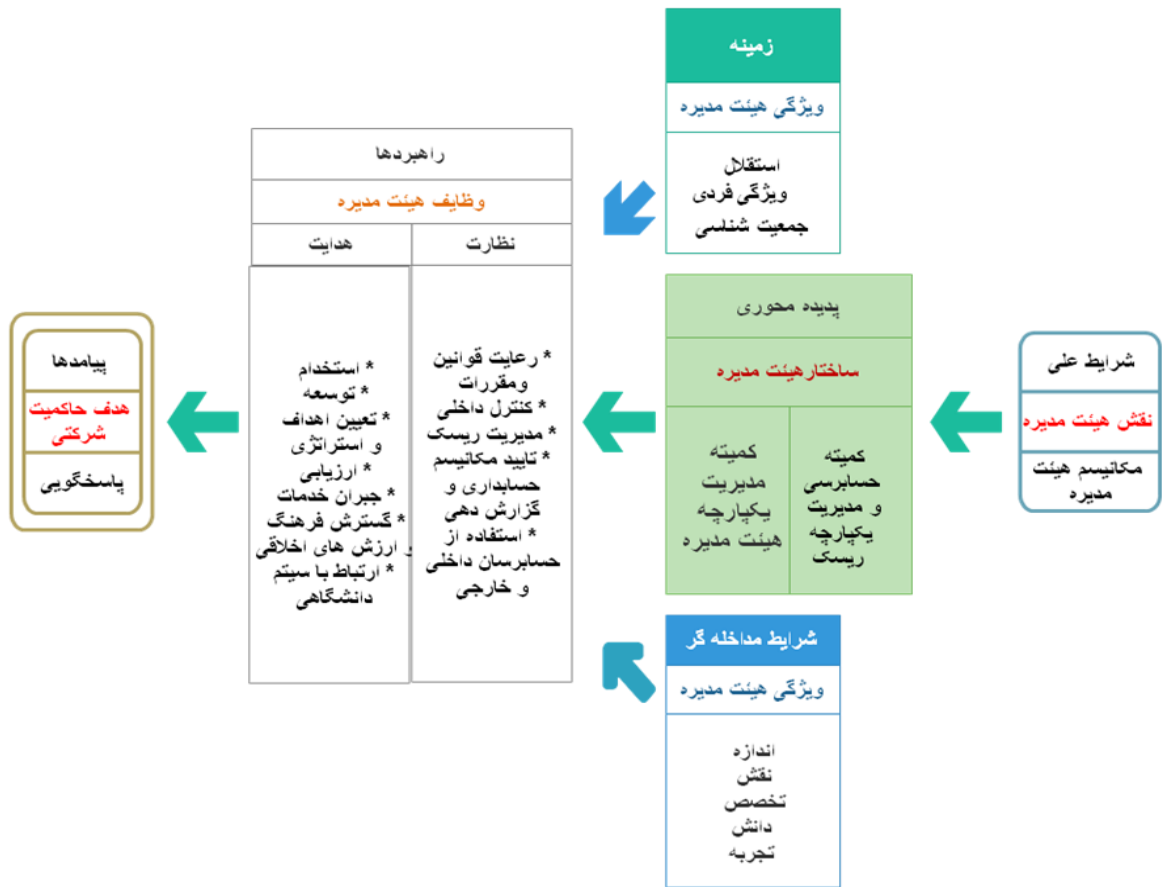 زمینه
ویژگی هیئت مدیره
استقلال
ویژگی فردی
جمعیت شناسی
شرایط علی
نقش هیئت مدیره
مکانیسم هیئت
مدیره
پدیده محوری
ساختارهیئت مدیره
کمیته
حسابرسی
و مدیریت
یکپارچه
ریسک
کمیته
مدیریت
یکپارچه
هیئت مدیره
شرایط مداخله گر
ویژگی هیئت مدیره
اندازه
نقش
تخصص
دانش
تجربه
راهبردها
وظایف هیئت مدیره
نظارت
هدایت
* رعایت قوانین
ومقررات
* کنترل داخلی
* مدیریت ریسک
* تایید مکانیسم
حسابداری و
گزارش دهی
* استفاده از
حسابرسان داخلی
و خارجی
* استخدام
* توسعه
* تعیین اهداف
و استراتژی
* ارزیابی
* جبران خدمات
* گسترش فرهنگ
و ارزش های اخلاقی
* ارتباط با سیتم
دانشگاهی
پیامدها
هدف حاکمیت
شرکتی
پاسخگویی